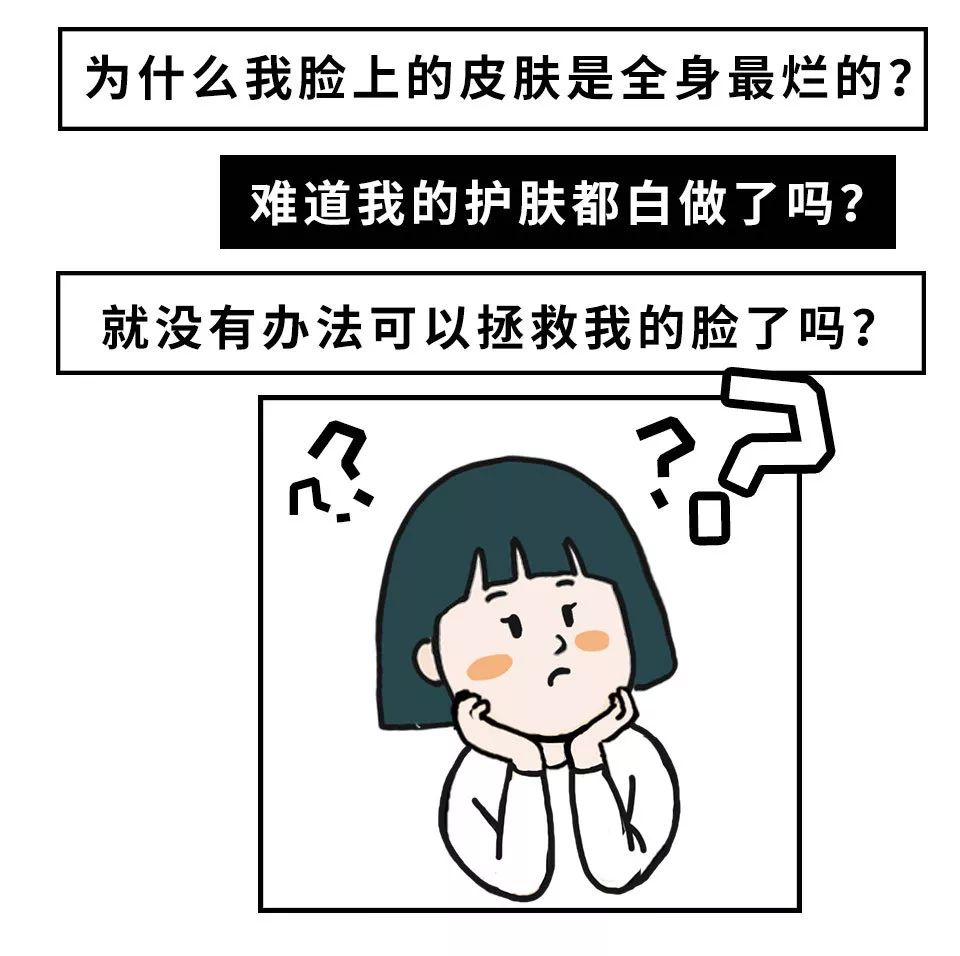 为什么我脸上的皮肤是全身最烂的？
难道我的护肤都白做了吗？
就没有办法可以拯救我的脸了吗？
? ?
? ?